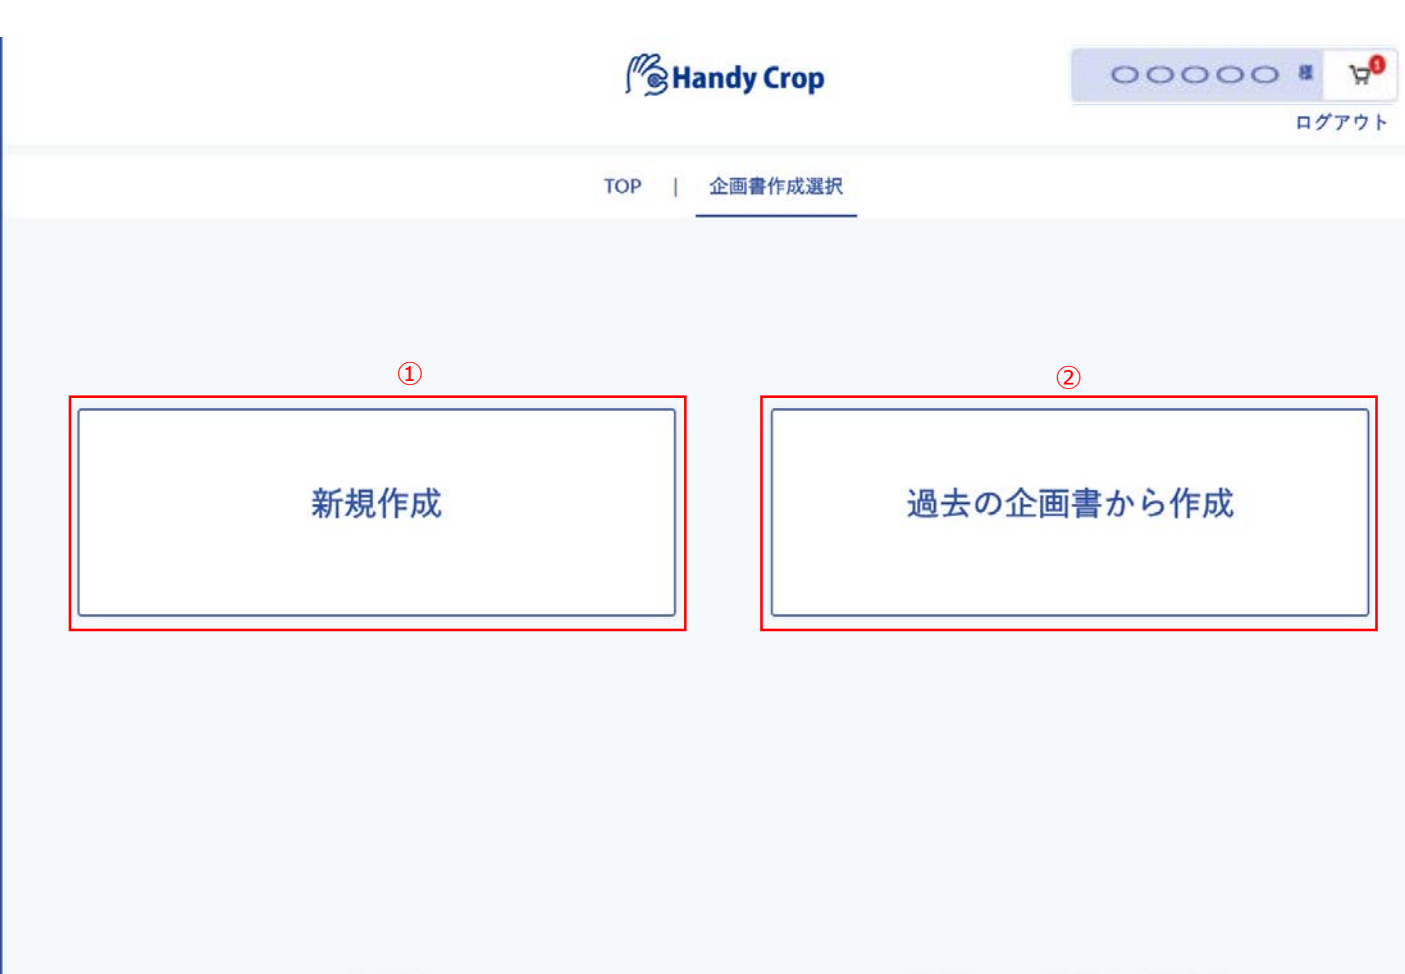 Handy Crop
○○○○○ 様
1
ログアウト
TOP | 企画書作成選択
① ②
新規作成
過去の企画書から作成